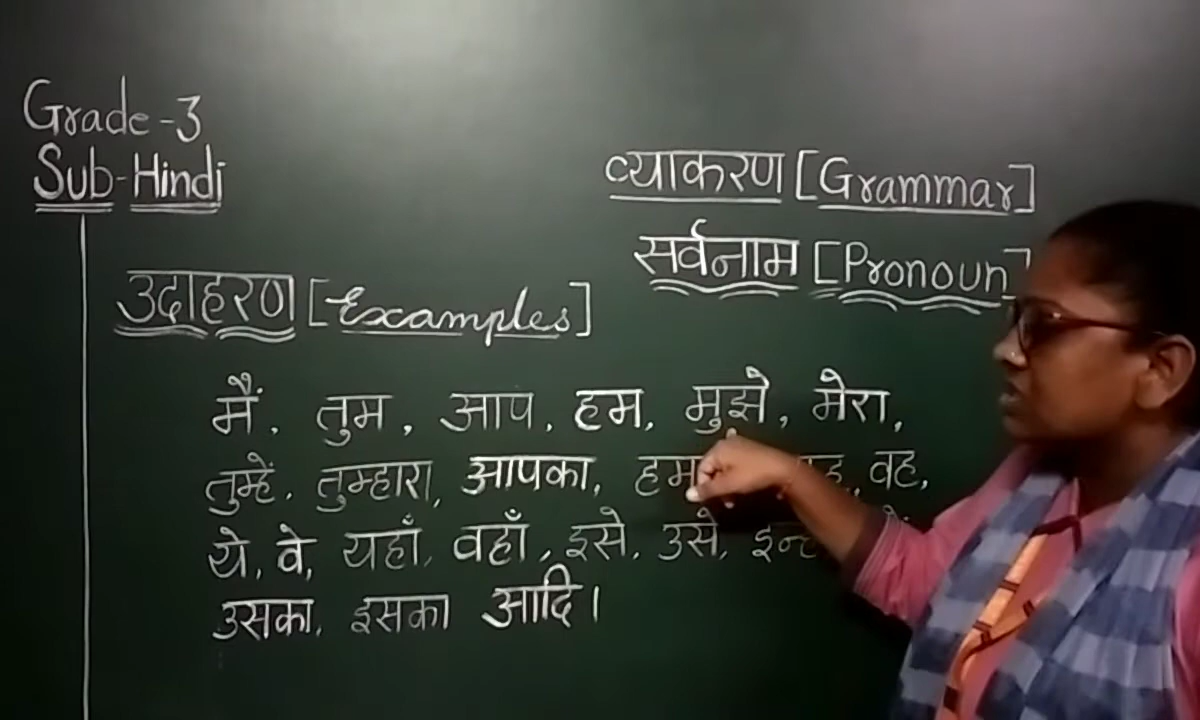 Grade-3
Sub-Hindi
व्याकरण [Grammar]
सर्वनाम [Pronoun]
उदाहरण [Examples]
मैं, तुम, आप, हम, मुझे, मेरा,
तुम्हें, तुम्हारा, आपका, वह,
ये, वे, यहाँ, वहाँ, इसे, उसे,
उसका, इसका आदि।